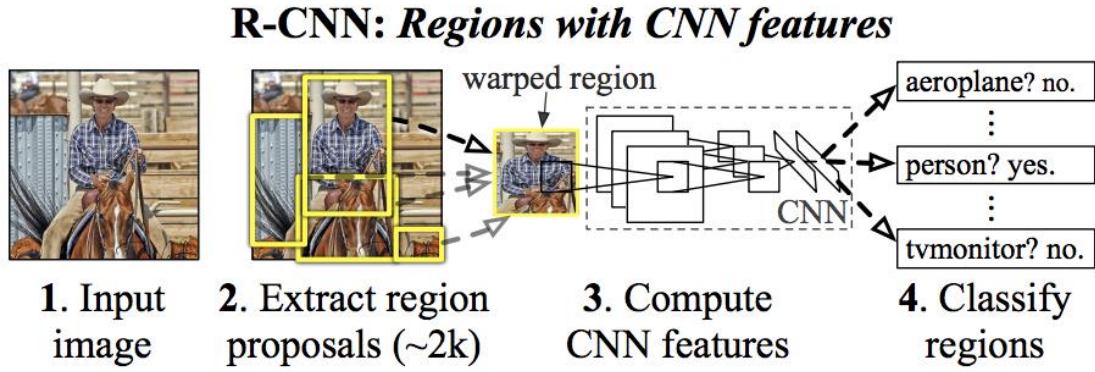 R-CNN: Regions with CNN features
warped region
aeroplane? no.
⋮
person? yes.
⋮
tvmonitor? no.
CNN
1. Input
image
2. Extract region
proposals (~2k)
3. Compute
CNN features
4. Classify
regions